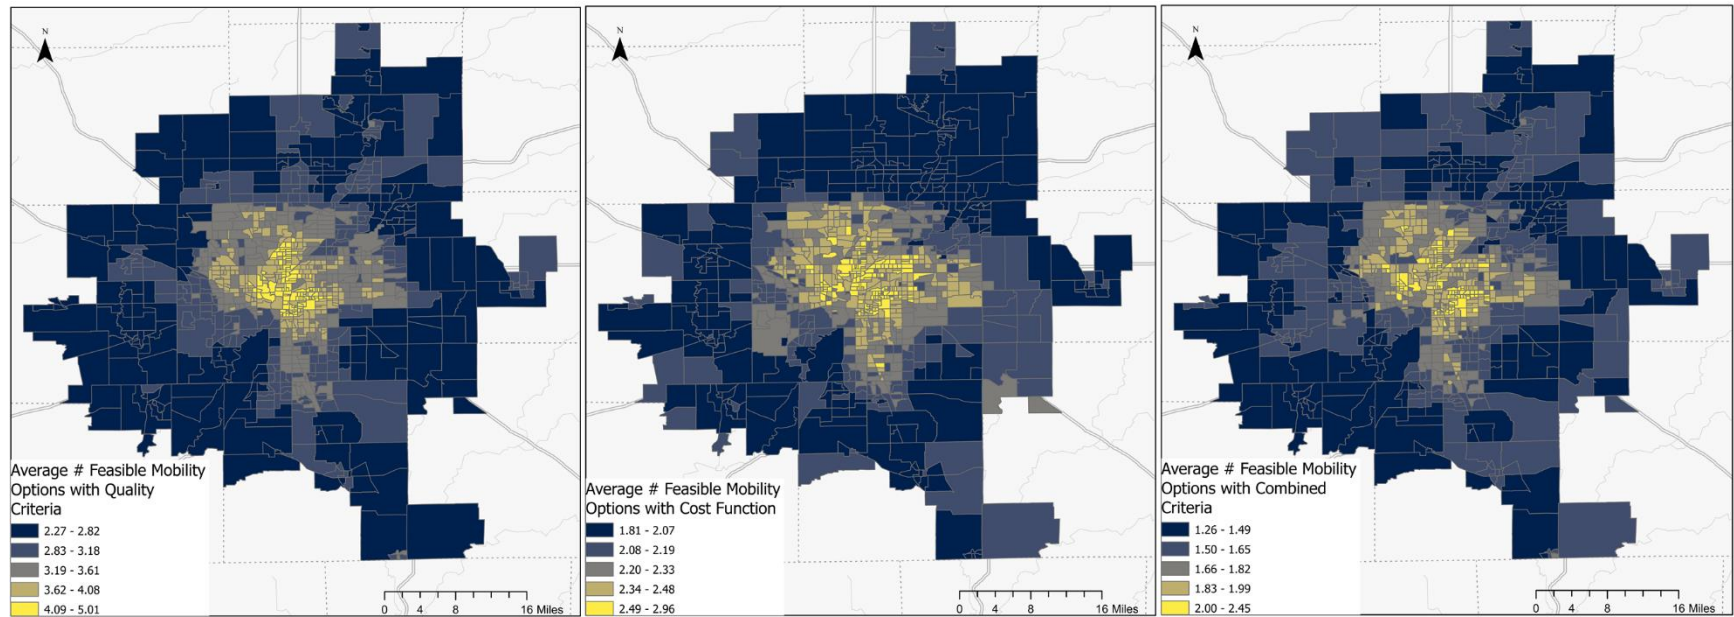 N
Average # Feasible Mobility
Options with Quality
Criteria
2.27 - 2.82
2.83 - 3.18
3.19 - 3.61
3.62 - 4.08
4.09 - 5.01
0 4 8 16 Miles
N
Average # Feasible Mobility
Options with Cost Function
1.81 - 2.07
2.08 - 2.19
2.20 - 2.33
2.34 - 2.48
2.49 - 2.96
0 4 8 16 Miles
N
Average # Feasible Mobility
Options with Combined
Criteria
1.26 - 1.49
1.50 - 1.65
1.66 - 1.82
1.83 - 1.99
2.00 - 2.45
0 4 8 16 Miles